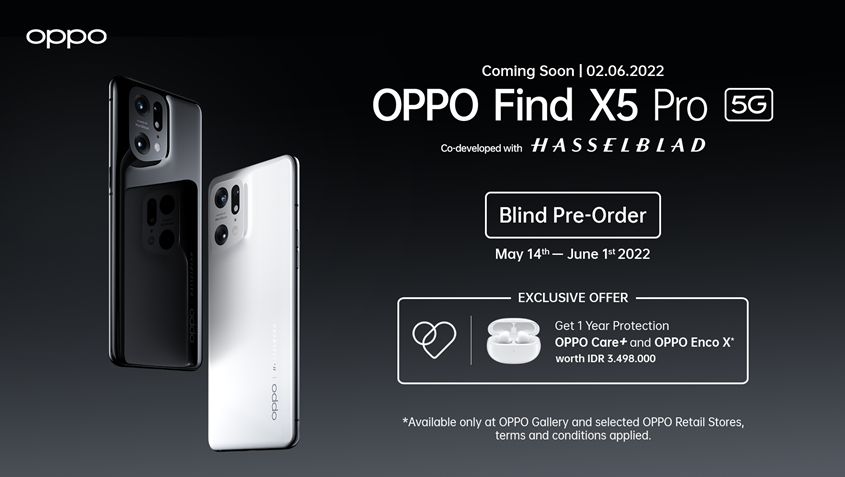 oppo
Coming Soon | 02.06.2022
OPPO Find X5 Pro 5G
Co-developed with HASSELBLAD
Blind Pre-Order
May 14th — June 1st 2022
EXCLUSIVE OFFER
Get 1 Year Protection
OPPO Care+ and OPPO Enco X*
worth IDR 3.498.000
*Available only at OPPO Gallery and selected OPPO Retail Stores,
terms and conditions applied.
oppo
oppo